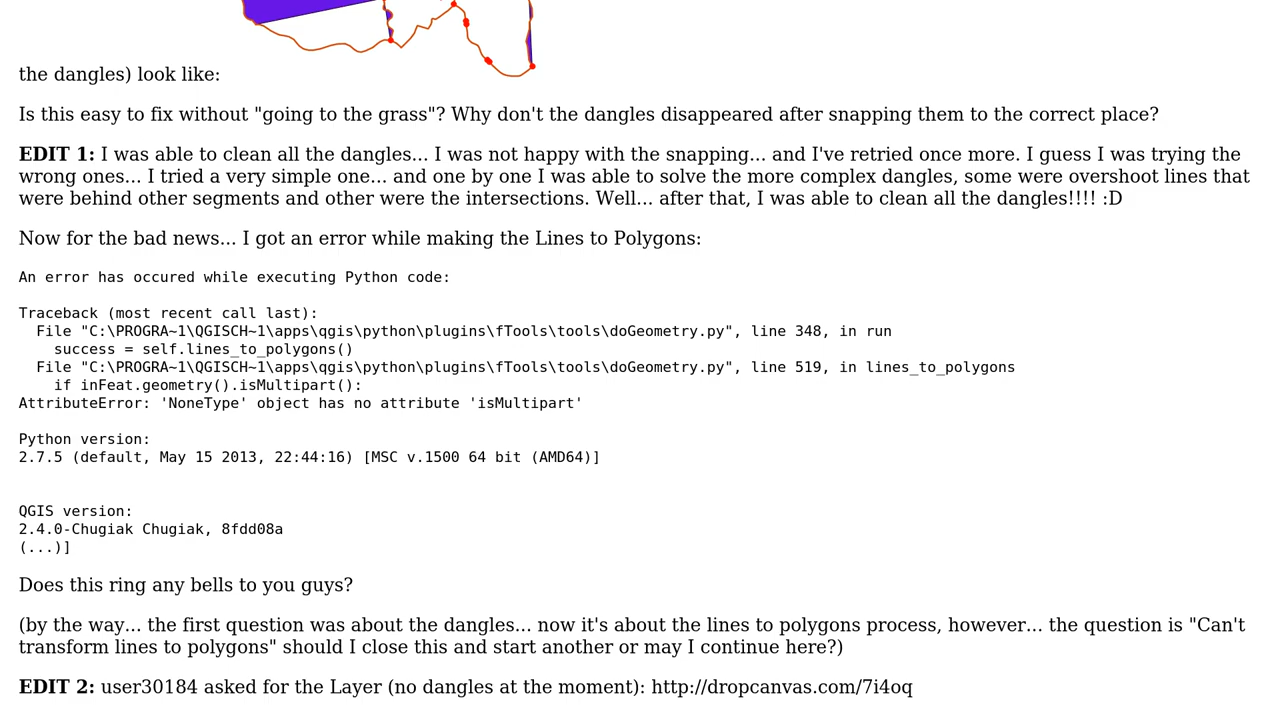 the dangles) look like:
Is this easy to fix without "going to the grass"? Why don't the dangles disappeared after snapping them to the correct place?
EDIT 1: I was able to clean all the dangles... I was not happy with the snapping... and I've retried once more. I guess I was trying the
wrong ones... I tried a very simple one... and one by one I was able to solve the more complex dangles, some were overshoot lines that
were behind other segments and other were the intersections. Well... after that, I was able to clean all the dangles!!!! :D
Now for the bad news... I got an error while making the Lines to Polygons:
An error has occured while executing Python code:
Traceback (most recent call last):
  File "C:\PROGRA~1\QGISCH~1\apps\qgis\python\plugins\fTools\tools\doGeometry.py", line 348, in run
    success = self.lines_to_polygons()
  File "C:\PROGRA~1\QGISCH~1\apps\qgis\python\plugins\fTools\tools\doGeometry.py", line 519, in lines_to_polygons
    if inFeat.geometry().isMultipart():
AttributeError: 'NoneType' object has no attribute 'isMultipart'
Python version:
2.7.5 (default, May 15 2013, 22:44:16) [MSC v.1500 64 bit (AMD64)]
QGIS version:
2.4.0-Chugiak Chugiak, 8fdd08a
(...)]
Does this ring any bells to you guys?
(by the way... the first question was about the dangles... now it's about the lines to polygons process, however... the question is "Can't
transform lines to polygons" should I close this and start another or may I continue here?)
EDIT 2: user30184 asked for the Layer (no dangles at the moment): http://dropcanvas.com/7i4oq